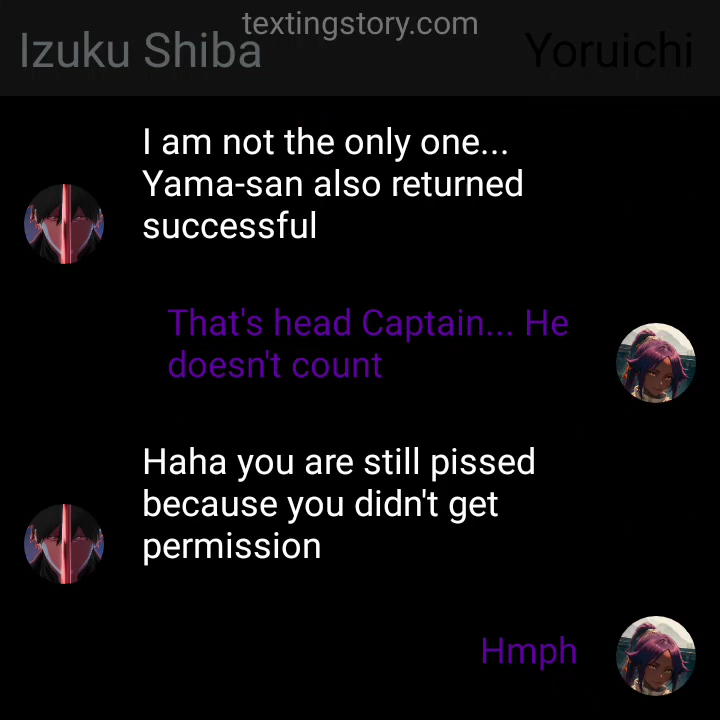 textingstory.com
Izuku Shiba
Yoruichi
I am not the only one...
Yama-san also returned
successful
That's head Captain... He
doesn't count
Haha you are still pissed
because you didn't get
permission
Hmph